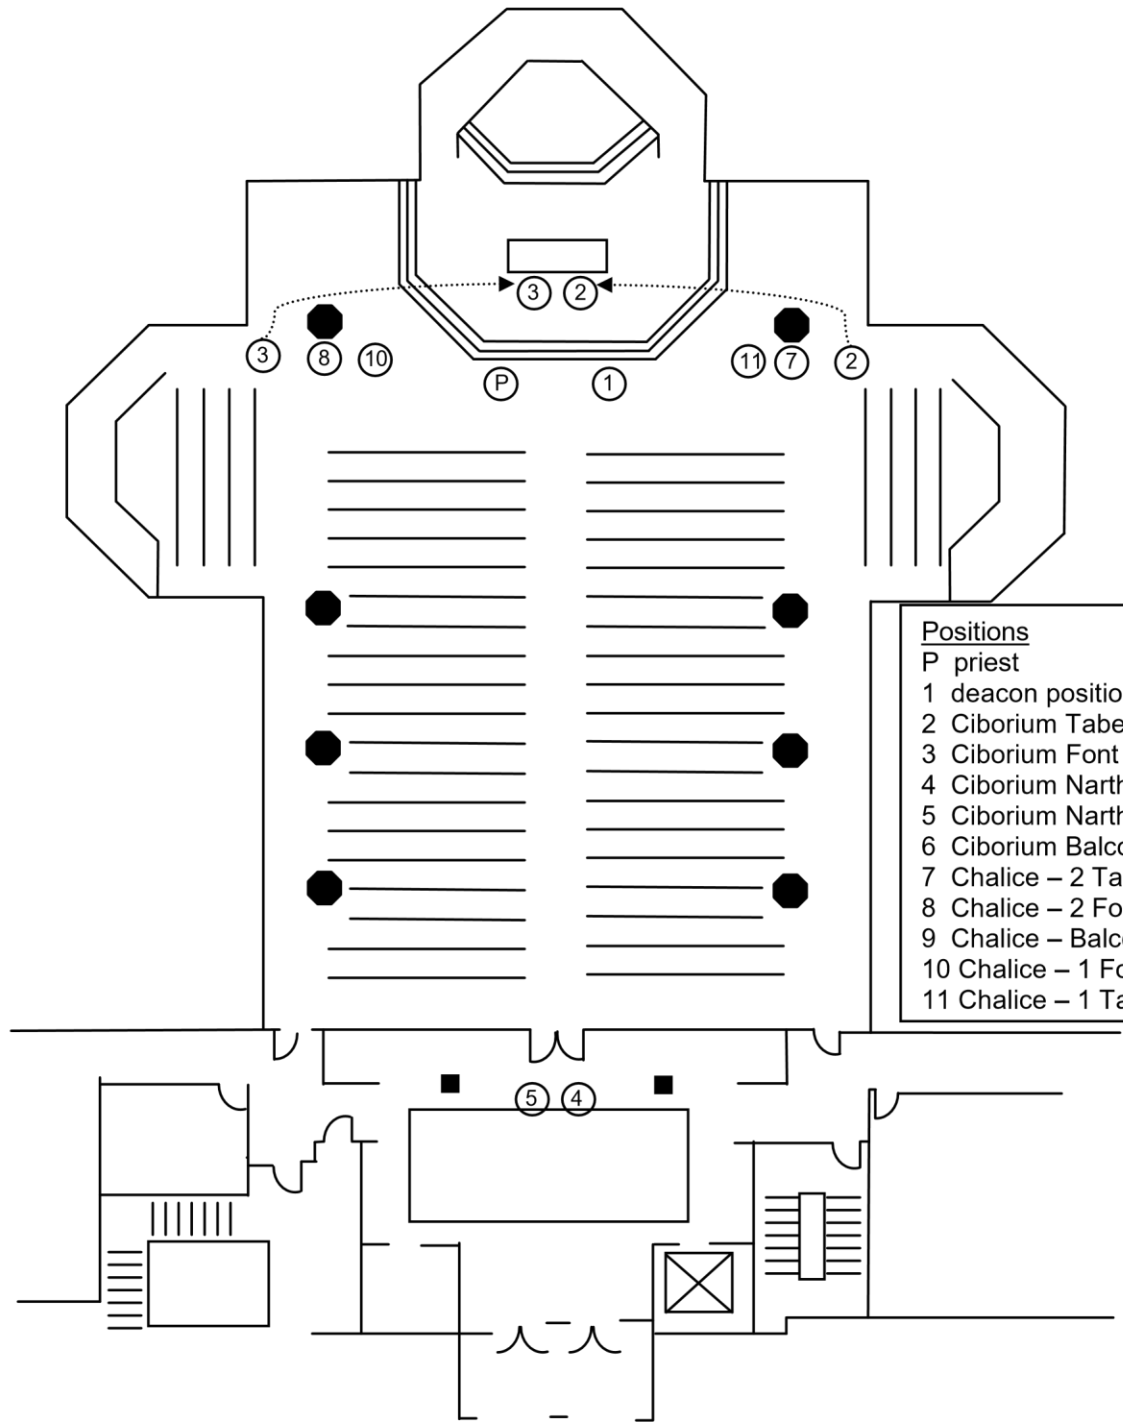 3 2
3 8 10 11 7 2
P 1
Positions
P priest
1 deacon positio
2 Ciborium Tabe
3 Ciborium Font
4 Ciborium Narth
5 Ciborium Narth
6 Ciborium Balco
7 Chalice – 2 Ta
8 Chalice – 2 Fo
9 Chalice – Balco
10 Chalice – 1 Fo
11 Chalice – 1 Ta
5 4